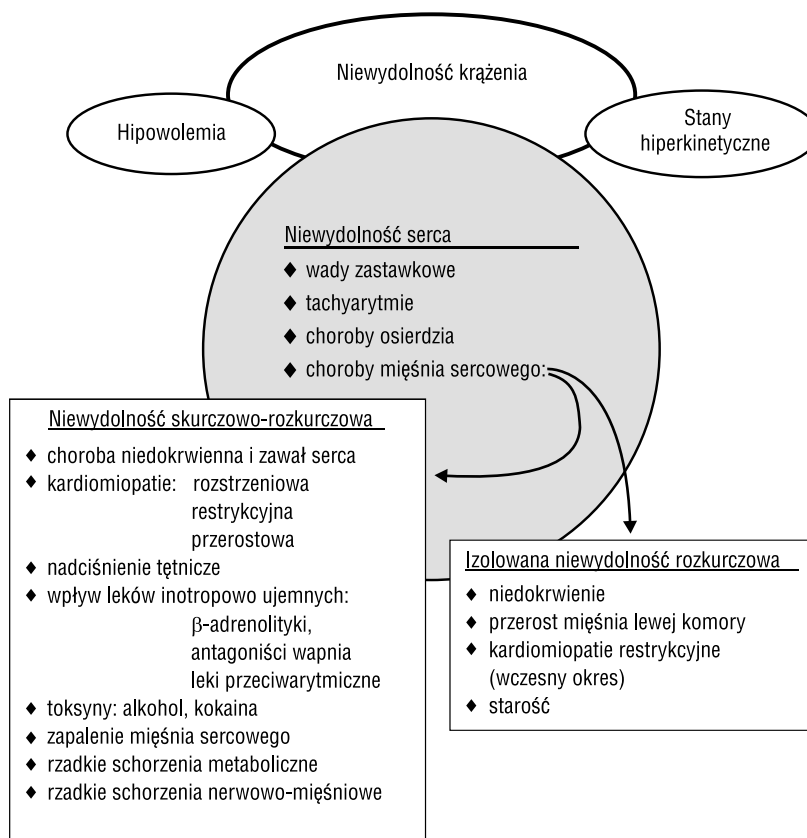 Niewydolność krążenia
Hipowolemia
Stany
hiperkinetyczne
Niewydolność serca
♦ wady zastawkowe
♦ tachyarytmie
♦ choroby osierdzia
♦ choroby mięśnia sercowego:
Niewydolność skurczowo-rozkurczowa
♦ choroba niedokrwienna i zawał serca
♦ kardiomiopatie: rozstrzeniowa
restrykcyjna
przerostowa
♦ nadciśnienie tętnicze
♦ wpływ leków inotropowo ujemnych:
β-adrenolityki,
antagoniści wapnia
leki przeciwarytmiczne
♦ toksyny: alkohol, kokaina
♦ zapalenie mięśnia sercowego
♦ rzadkie schorzenia metaboliczne
♦ rzadkie schorzenia nerwowo-mięśniowe
Izolowana niewydolność rozkurczowa
♦ niedokrwienie
♦ przerost mięśnia lewej komory
♦ kardiomiopatie restrykcyjne
(wczesny okres)
♦ starość